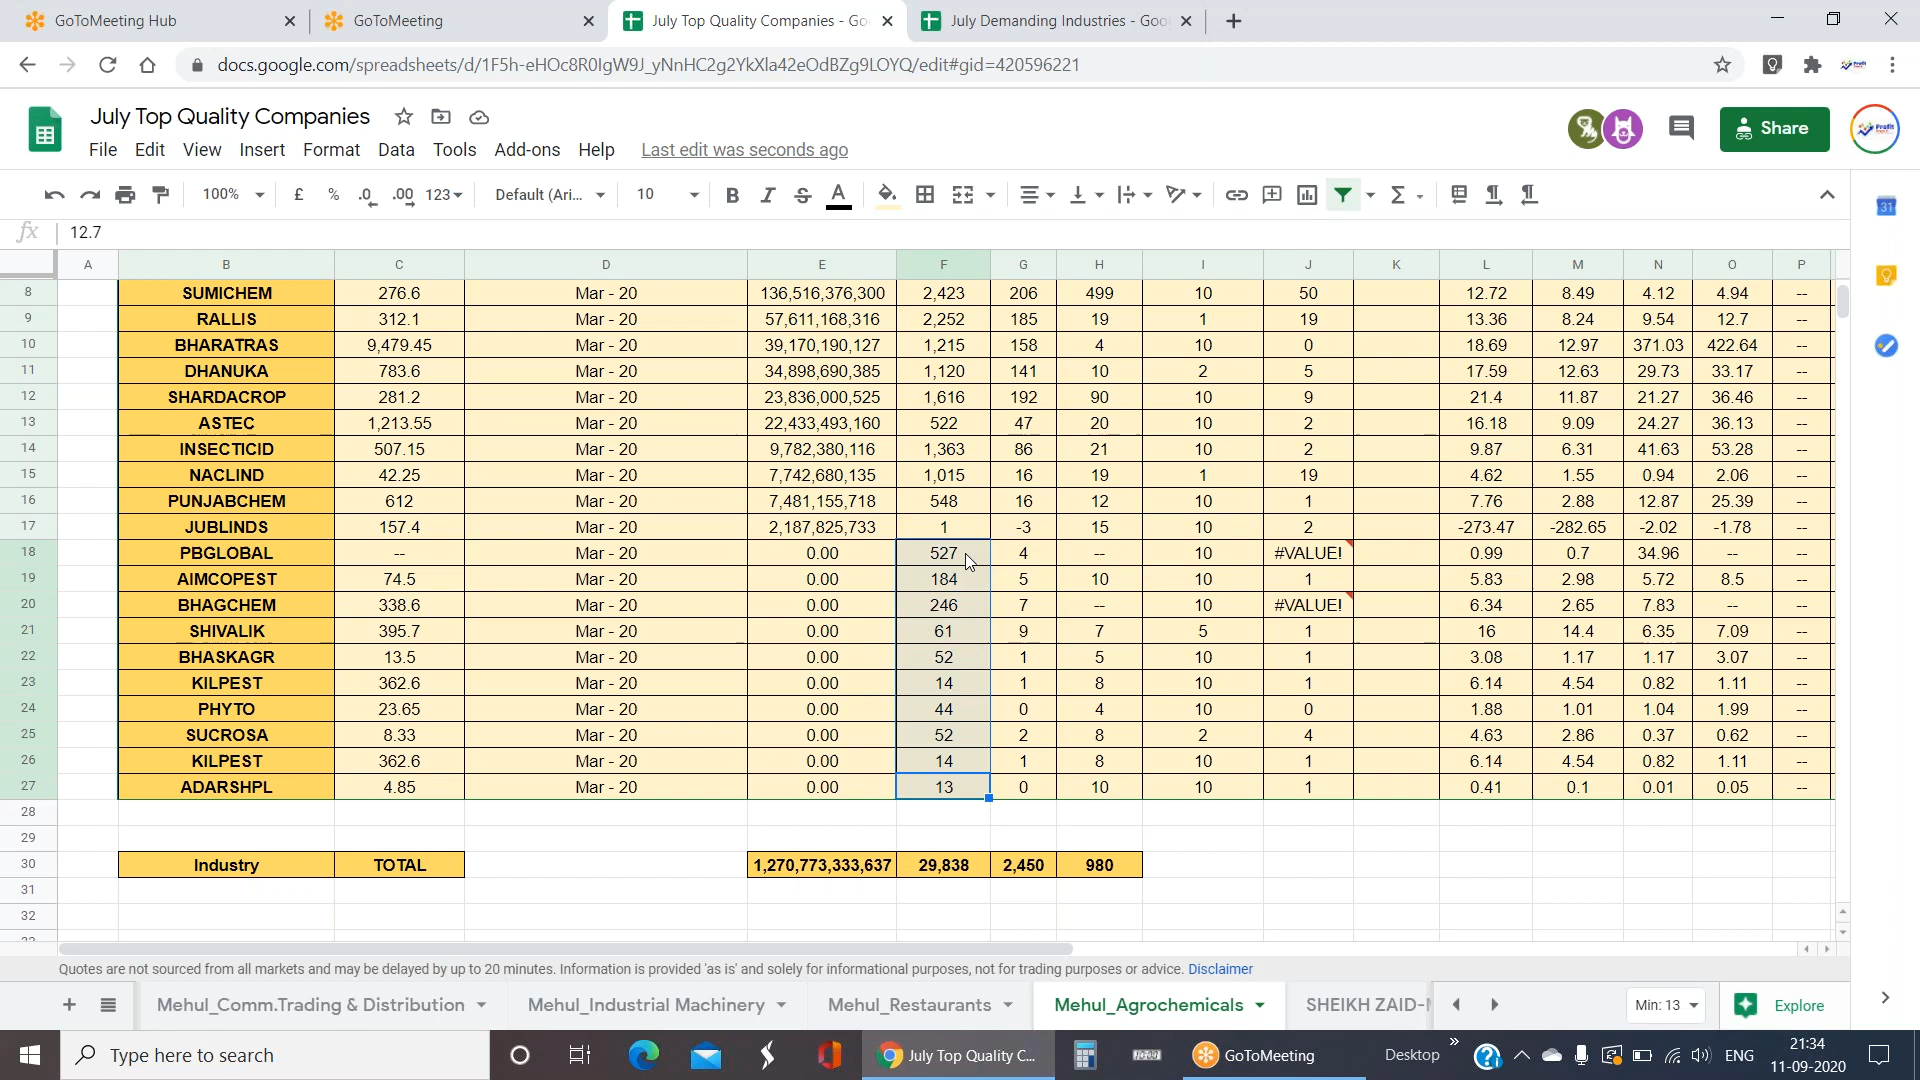 GoToMeeting Hub
GoToMeeting
July Top Quality Companies - Goo
July Demanding Industries - Goog
docs.google.com/spreadsheets/d/1F5h-eHOc8R0IgW9J_yNnHC2g2YkXla42eOdBZg9LOYQ/edit#gid=420596221
July Top Quality Companies
File Edit View Insert Format Data Tools Add-ons Help Last edit was seconds ago
Share
100% £ % .0 .00 123 Default (Ari... 10 B I S A Σ
fx 12.7
A B C D E F G H I J K L M N O P
8 SUMICHEM 276.6 Mar - 20 136,516,376,300 2,423 206 499 10 50 12.72 8.49 4.12 4.94 --
9 RALLIS 312.1 Mar - 20 57,611,168,316 2,252 185 19 1 19 13.36 8.24 9.54 12.7 --
10 BHARATRAS 9,479.45 Mar - 20 39,170,190,127 1,215 158 4 10 0 18.69 12.97 371.03 422.64 --
11 DHANUKA 783.6 Mar - 20 34,898,690,385 1,120 141 10 2 5 17.59 12.63 29.73 33.17 --
12 SHARDACROP 281.2 Mar - 20 23,836,000,525 1,616 192 90 10 9 21.4 11.87 21.27 36.46 --
13 ASTEC 1,213.55 Mar - 20 22,433,493,160 522 47 20 10 2 16.18 9.09 24.27 36.13 --
14 INSECTICID 507.15 Mar - 20 9,782,380,116 1,363 86 21 10 2 9.87 6.31 41.63 53.28 --
15 NACLIND 42.25 Mar - 20 7,742,680,135 1,015 16 19 1 19 4.62 1.55 0.94 2.06 --
16 PUNJABCHEM 612 Mar - 20 7,481,155,718 548 16 12 10 1 7.76 2.88 12.87 25.39 --
17 JUBLINDS 157.4 Mar - 20 2,187,825,733 1 -3 15 10 2 -273.47 -282.65 -2.02 -1.78 --
18 PBGLOBAL -- Mar - 20 0.00 527 4 -- 10 #VALUE! 0.99 0.7 34.96 -- --
19 AIMCOPEST 74.5 Mar - 20 0.00 184 5 10 10 1 5.83 2.98 5.72 8.5 --
20 BHAGCHEM 338.6 Mar - 20 0.00 246 7 -- 10 #VALUE! 6.34 2.65 7.83 -- --
21 SHIVALIK 395.7 Mar - 20 0.00 61 9 7 5 1 16 14.4 6.35 7.09 --
22 BHASKAGR 13.5 Mar - 20 0.00 52 1 5 10 1 3.08 1.17 1.17 3.07 --
23 KILPEST 362.6 Mar - 20 0.00 14 1 8 10 1 6.14 4.54 0.82 1.11 --
24 PHYTO 23.65 Mar - 20 0.00 44 0 4 10 0 1.88 1.01 1.04 1.99 --
25 SUCROSA 8.33 Mar - 20 0.00 52 2 8 2 4 4.63 2.86 0.37 0.62 --
26 KILPEST 362.6 Mar - 20 0.00 14 1 8 10 1 6.14 4.54 0.82 1.11 --
27 ADARSHPL 4.85 Mar - 20 0.00 13 0 10 10 1 0.41 0.1 0.01 0.05 --
28
29
30 Industry TOTAL 1,270,773,333,637 29,838 2,450 980
31
32
Quotes are not sourced from all markets and may be delayed by up to 20 minutes. Information is provided 'as is' and solely for informational purposes, not for trading purposes or advice. Disclaimer
Mehul_Comm.Trading & Distribution Mehul_Industrial Machinery Mehul_Restaurants Mehul_Agrochemicals SHEIKH ZAID-M Min: 13 Explore
Type here to search July Top Quality C... GoToMeeting Desktop ENG 21:34
11-09-2020